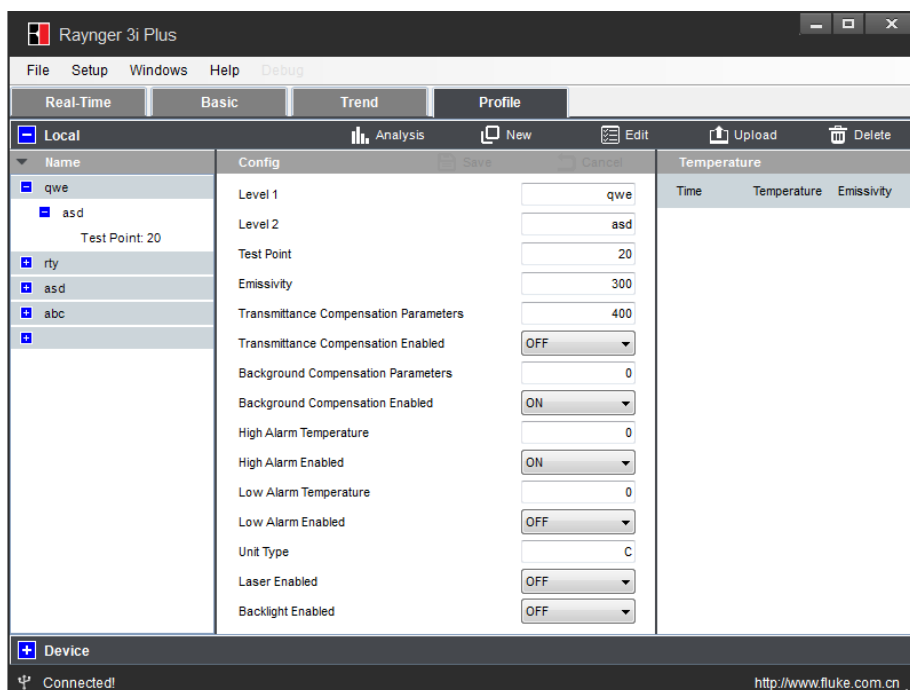 Raynger 3i Plus
File Setup Windows Help Debug
Real-Time Basic Trend Profile
Local Analysis New Edit Upload Delete
Name Config Save Cancel Temperature
qwe Level 1 qwe Time Temperature Emissivity
asd Level 2 asd
Test Point: 20 Test Point 20
rty Emissivity 300
asd Transmittance Compensation Parameters 400
abc Transmittance Compensation Enabled OFF
Background Compensation Parameters 0
Background Compensation Enabled ON
High Alarm Temperature 0
High Alarm Enabled ON
Low Alarm Temperature 0
Low Alarm Enabled OFF
Unit Type C
Laser Enabled OFF
Backlight Enabled OFF
Device
Connected! http://www.fluke.com.cn